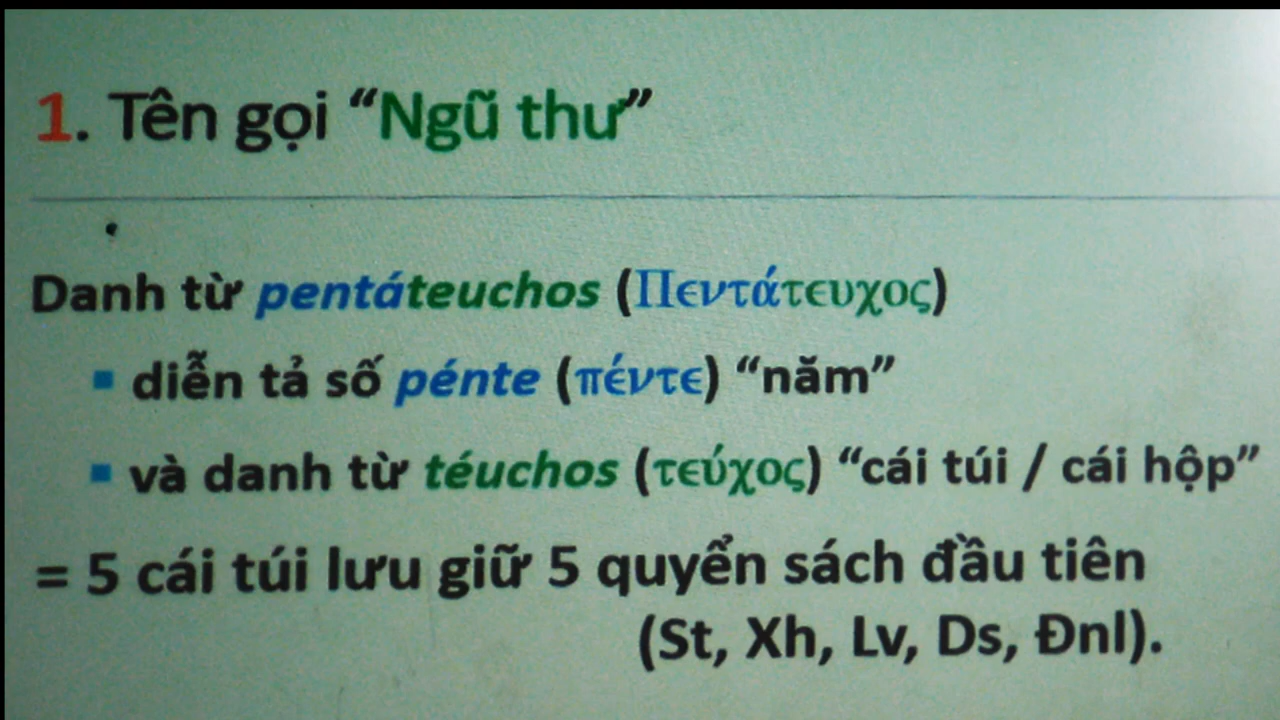 1. Tên gọi “Ngũ thư”
Danh từ pentáteuchos (Πεντάτευχος)
▪ diễn tả số pénte (πέντε) “năm”
▪ và danh từ téuchos (τεύχος) “cái túi / cái hộp”
= 5 cái túi lưu giữ 5 quyển sách đầu tiên
(St, Xh, Lv, Ds, Đnl).